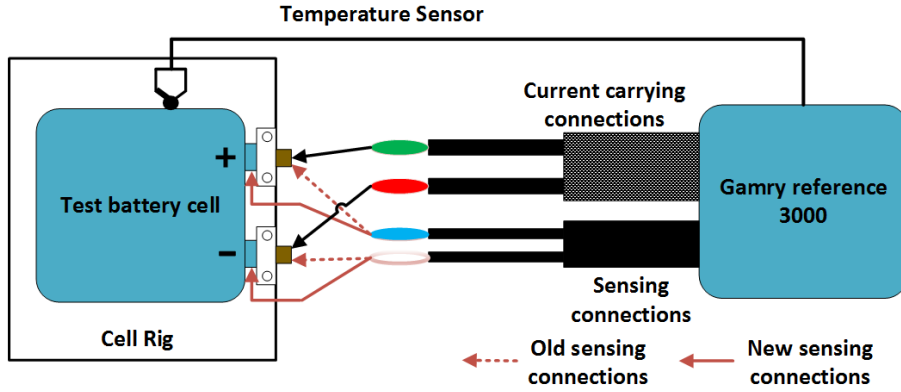 Temperature Sensor
Current carrying
connections
+
Test battery cell
-
Gamry reference
3000
Sensing
connections
Cell Rig
Old sensing
connections
New sensing
connections